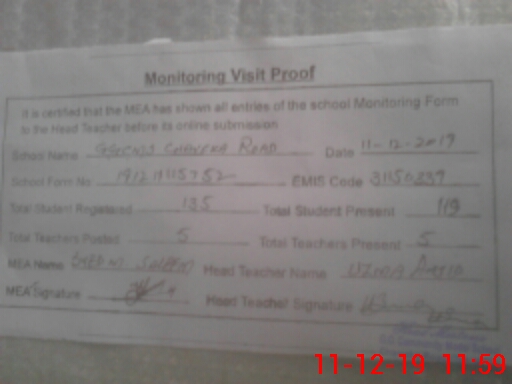 Monitoring Visit Proof
It is certified that the MEA has shown all entries of the school Monitoring Form
to the Head Teacher before its online submission
School Name Road Date 11-12-2019
School Form No EMIS Code
Total Student Registered 135 Total Student Present 119
Total Teachers Posted 5 Total Teachers Present 5
MEA Name Head Teacher Name UZMA
MEA Signature Head Teacher Signature
11-12-19 11:59